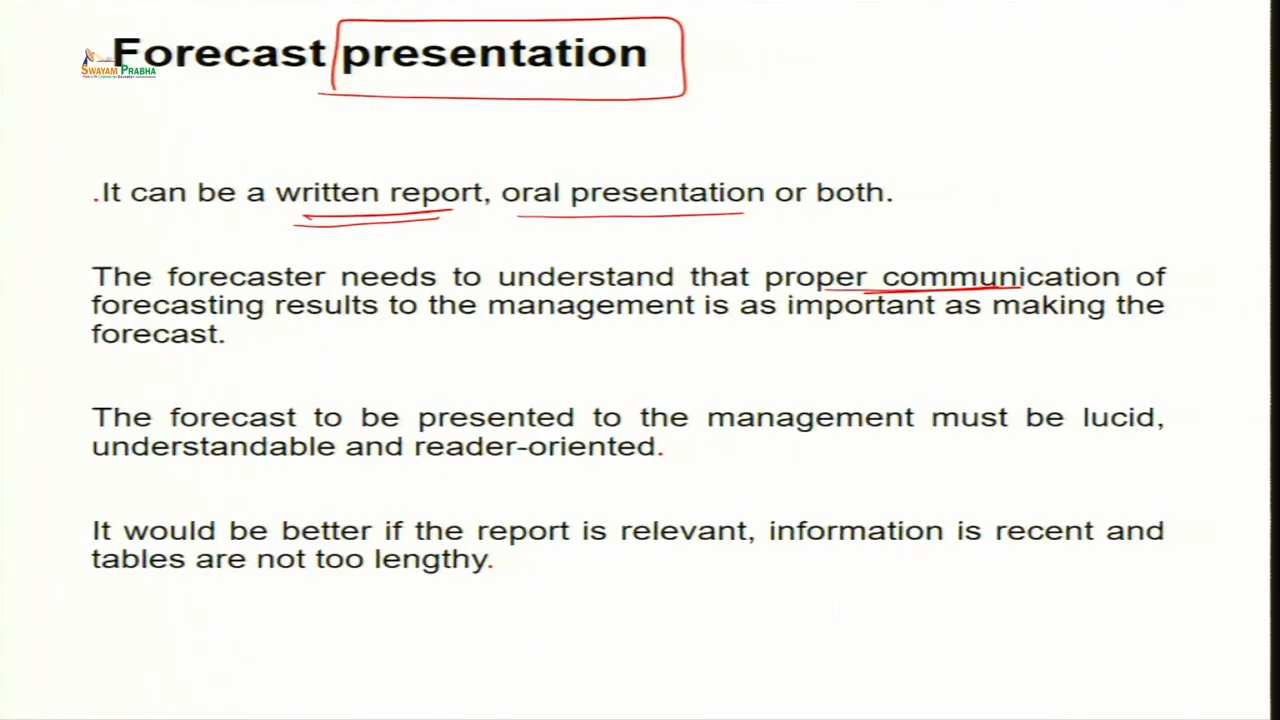 Forecast presentation
SWAYAM PRABHA
.It can be a written report, oral presentation or both.
The forecaster needs to understand that proper communication of
forecasting results to the management is as important as making the
forecast.
The forecast to be presented to the management must be lucid,
understandable and reader-oriented.
It would be better if the report is relevant, information is recent and
tables are not too lengthy.